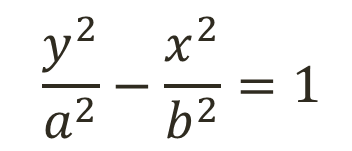 y²/a² − x²/b² = 1